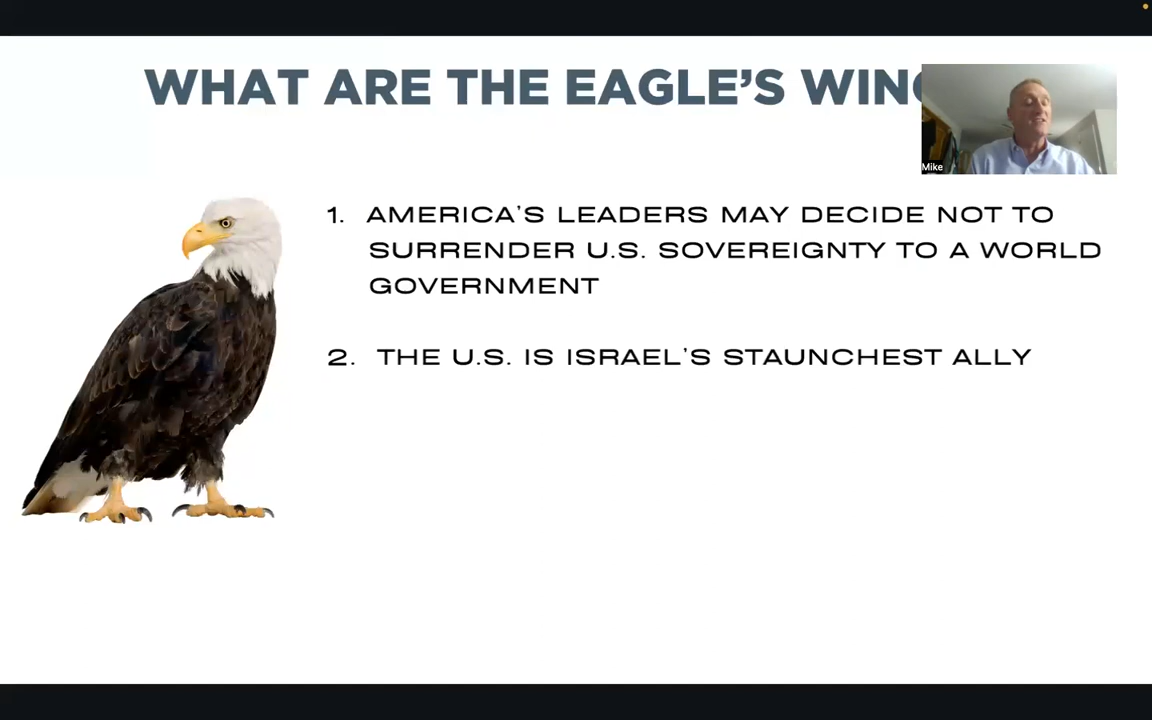 WHAT ARE THE EAGLE'S
Mike
1. AMERICA'S LEADERS MAY DECIDE NOT TO
SURRENDER U.S. SOVEREIGNTY TO A WORLD
GOVERNMENT
2. THE U.S. IS ISRAEL'S STAUNCHEST ALLY